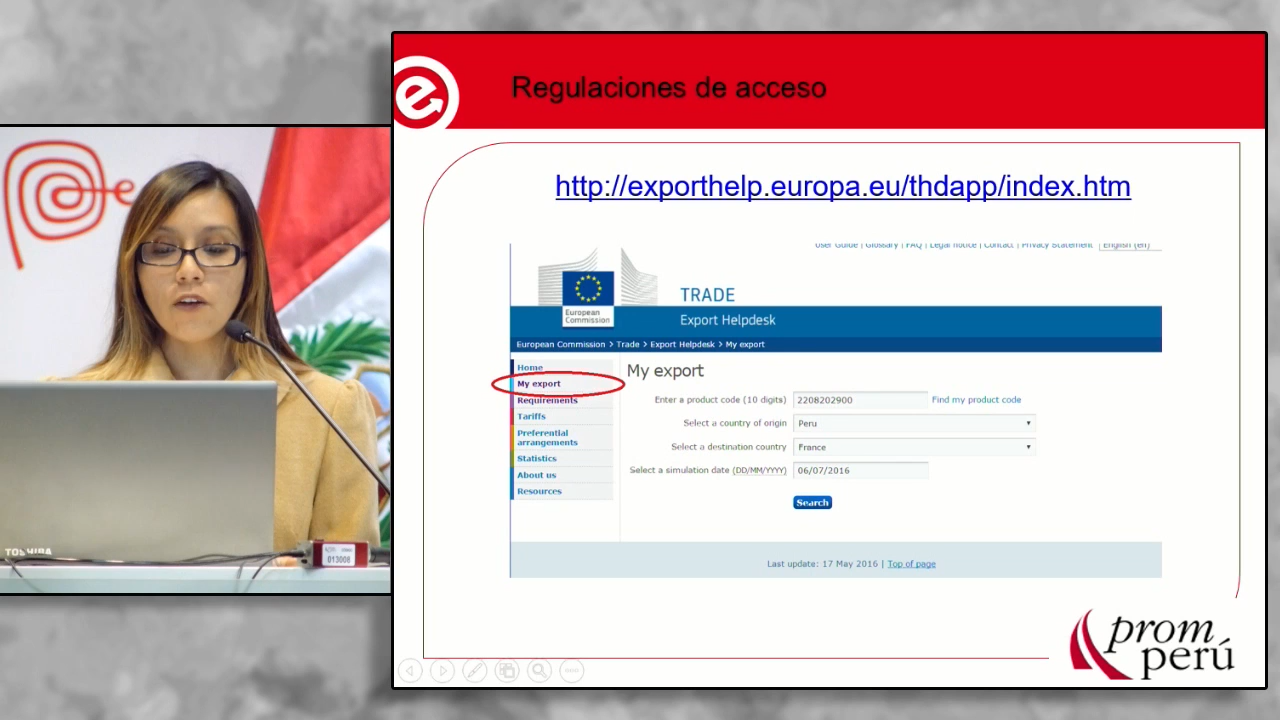 Regulaciones de acceso
http://exporthelp.europa.eu/thdapp/index.htm
User Guide | Glossary | FAQ | Legal notice | Contact | Privacy Statement English (en)
European
Commission
TRADE
Export Helpdesk
European Commission > Trade > Export Helpdesk > My export
Home
My export
Requirements
Tariffs
Preferential
arrangements
Statistics
About us
Resources
My export
Enter a product code (10 digits) 2208202900 Find my product code
Select a country of origin Peru
Select a destination country France
Select a simulation date (DD/MM/YYYY) 06/07/2016
Search
Last update: 17 May 2016 | Top of page
prom
perú
TOSHIBA
013008